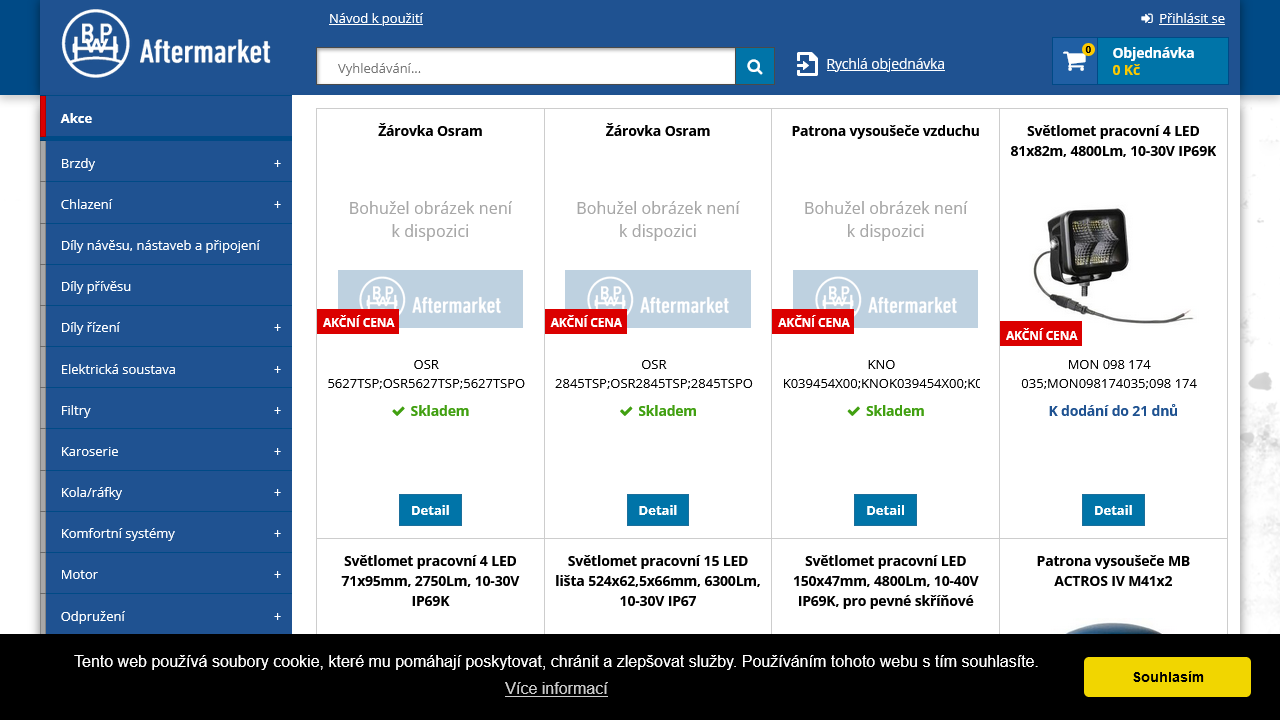 BPW
Aftermarket
Návod k použití
Přihlásit se
Vyhledávání...
Rychlá objednávka
0
Objednávka
0 Kč
Akce
Brzdy +
Chlazení +
Díly návěsu, nástaveb a připojení
Díly přívěsu
Díly řízení +
Elektrická soustava +
Filtry +
Karoserie +
Kola/ráfky +
Komfortní systémy +
Motor +
Odpružení +
Žárovka Osram
Bohužel obrázek není
k dispozici
BPW
Aftermarket
AKČNÍ CENA
OSR
5627TSP;OSR5627TSP;5627TSPO
Skladem
Detail
Žárovka Osram
Bohužel obrázek není
k dispozici
BPW
Aftermarket
AKČNÍ CENA
OSR
2845TSP;OSR2845TSP;2845TSPO
Skladem
Detail
Patrona vysoušeče vzduchu
Bohužel obrázek není
k dispozici
BPW
Aftermarket
AKČNÍ CENA
KNO
K039454X00;KNOK039454X00;K0
Skladem
Detail
Světlomet pracovní 4 LED
81x82m, 4800Lm, 10-30V IP69K
AKČNÍ CENA
MON 098 174
035;MON098174035;098 174
K dodání do 21 dnů
Detail
Světlomet pracovní 4 LED
71x95mm, 2750Lm, 10-30V
IP69K
Světlomet pracovní 15 LED
lišta 524x62,5x66mm, 6300Lm,
10-30V IP67
Světlomet pracovní LED
150x47mm, 4800Lm, 10-40V
IP69K, pro pevné skříňové
Patrona vysoušeče MB
ACTROS IV M41x2
Tento web používá soubory cookie, které mu pomáhají poskytovat, chránit a zlepšovat služby. Používáním tohoto webu s tím souhlasíte.
Více informací
Souhlasím